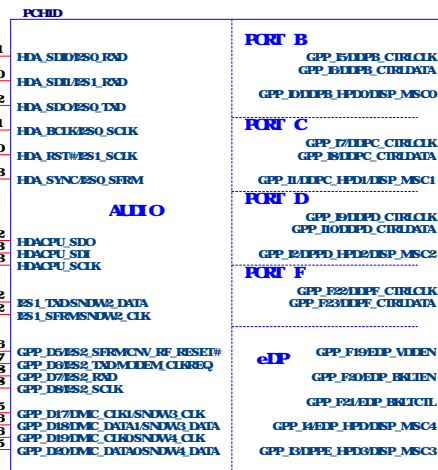 PCH1D
HDA_SDI0/I2S0_RXD
HDA_SDI1/I2S1_RXD
HDA_SDO/I2S0_TXD
HDA_BCLK/I2S0_SCLK
HDA_RST#/I2S1_SCLK
HDA_SYNC/I2S0_SFRM
AUDIO
HDACPU_SDO
HDACPU_SDI
HDACPU_SCLK
I2S1_TXD/SNDW2_DATA
I2S1_SFRM/SNDW2_CLK
GPP_D5/I2S2_SFRM/CNV_RF_RESET#
GPP_D6/I2S2_TXD/MODEM_CLKREQ
GPP_D7/I2S2_RXD
GPP_D8/I2S2_SCLK
GPP_D17/DMIC_CLK1/SNDW3_CLK
GPP_D18/DMIC_DATA1/SNDW3_DATA
GPP_D19/DMIC_CLK0/SNDW4_CLK
GPP_D20/DMIC_DATA0/SNDW4_DATA
PORT B
GPP_I5/DDPB_CTRLCLK
GPP_I6/DDPB_CTRLDATA
GPP_I0/DDPB_HPD0/DISP_MISC0
PORT C
GPP_I7/DDPC_CTRLCLK
GPP_I8/DDPC_CTRLDATA
GPP_I1/DDPC_HPD1/DISP_MISC1
PORT D
GPP_I9/DDPD_CTRLCLK
GPP_I10/DDPD_CTRLDATA
GPP_I2/DPPD_HPD2/DISP_MISC2
PORT F
GPP_F22/DDPF_CTRLCLK
GPP_F23/DDPF_CTRLDATA
eDP
GPP_F19/EDP_VDDEN
GPP_F20/EDP_BKLTEN
GPP_F21/EDP_BKLTCTL
GPP_I4/EDP_HPD/DISP_MISC4
GPP_I3/DPPE_HPD3/DISP_MISC3